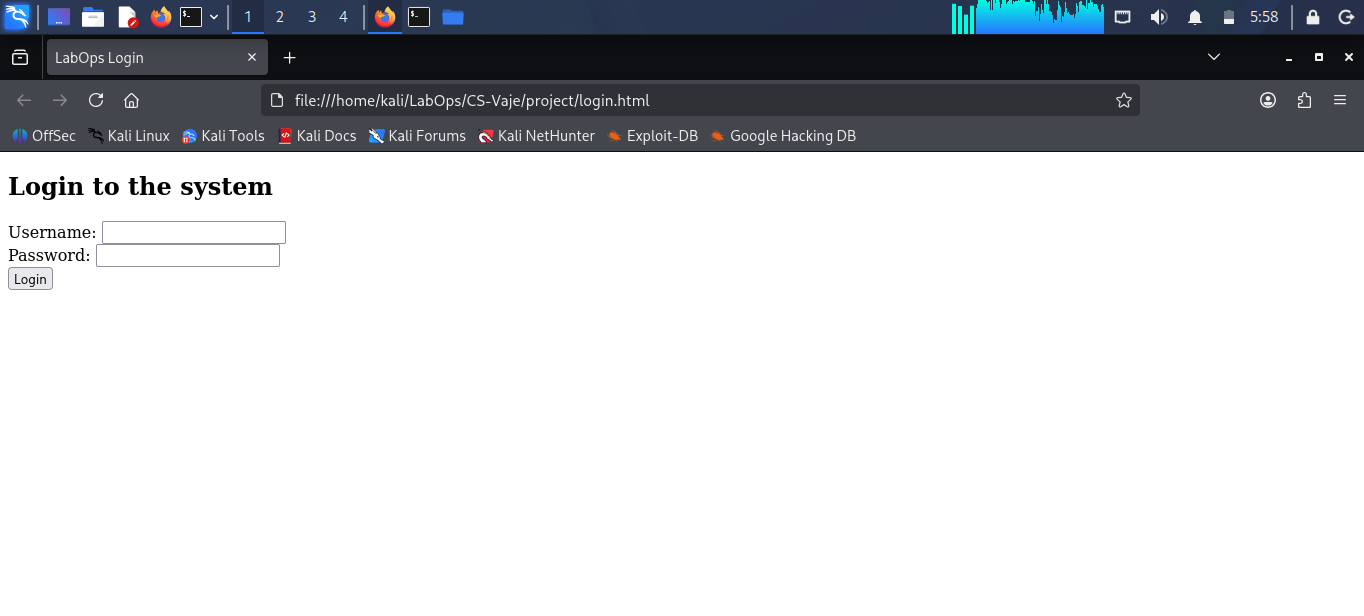 1 2 3 4 5:58
LabOps Login
file:///home/kali/LabOps/CS-Vaje/project/login.html
OffSec Kali Linux Kali Tools Kali Docs Kali Forums Kali NetHunter Exploit-DB Google Hacking DB
Login to the system
Username:
Password:
Login